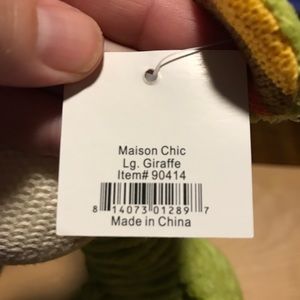 Maison Chic
Lg. Giraffe
Item# 90414
8 14073 01289 7
Made in China